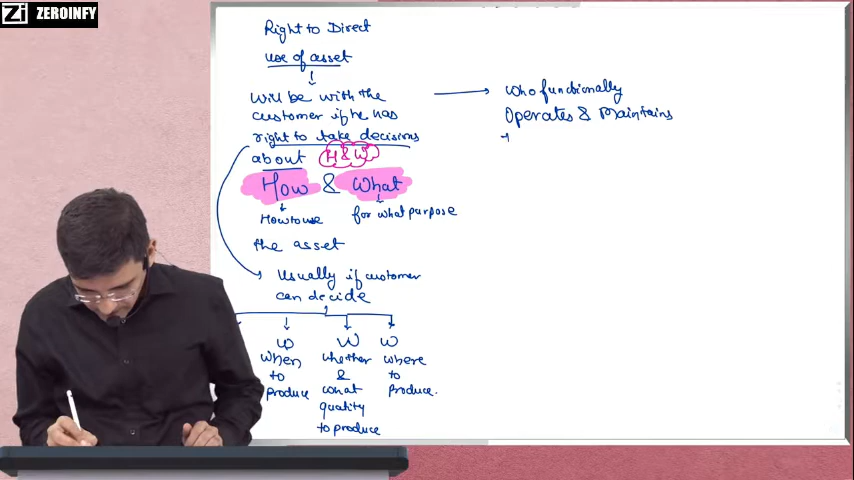 Zi ZEROINFY
Right to Direct
use of asset
Will be with the
customer if he has
right to take decisions
about H & W
How & What
How to use
for what purpose
the asset
Usually if customer
can decide
W W W
when whether where
to & to
produce what produce.
quality
to produce
who functionally
Operates & Maintains